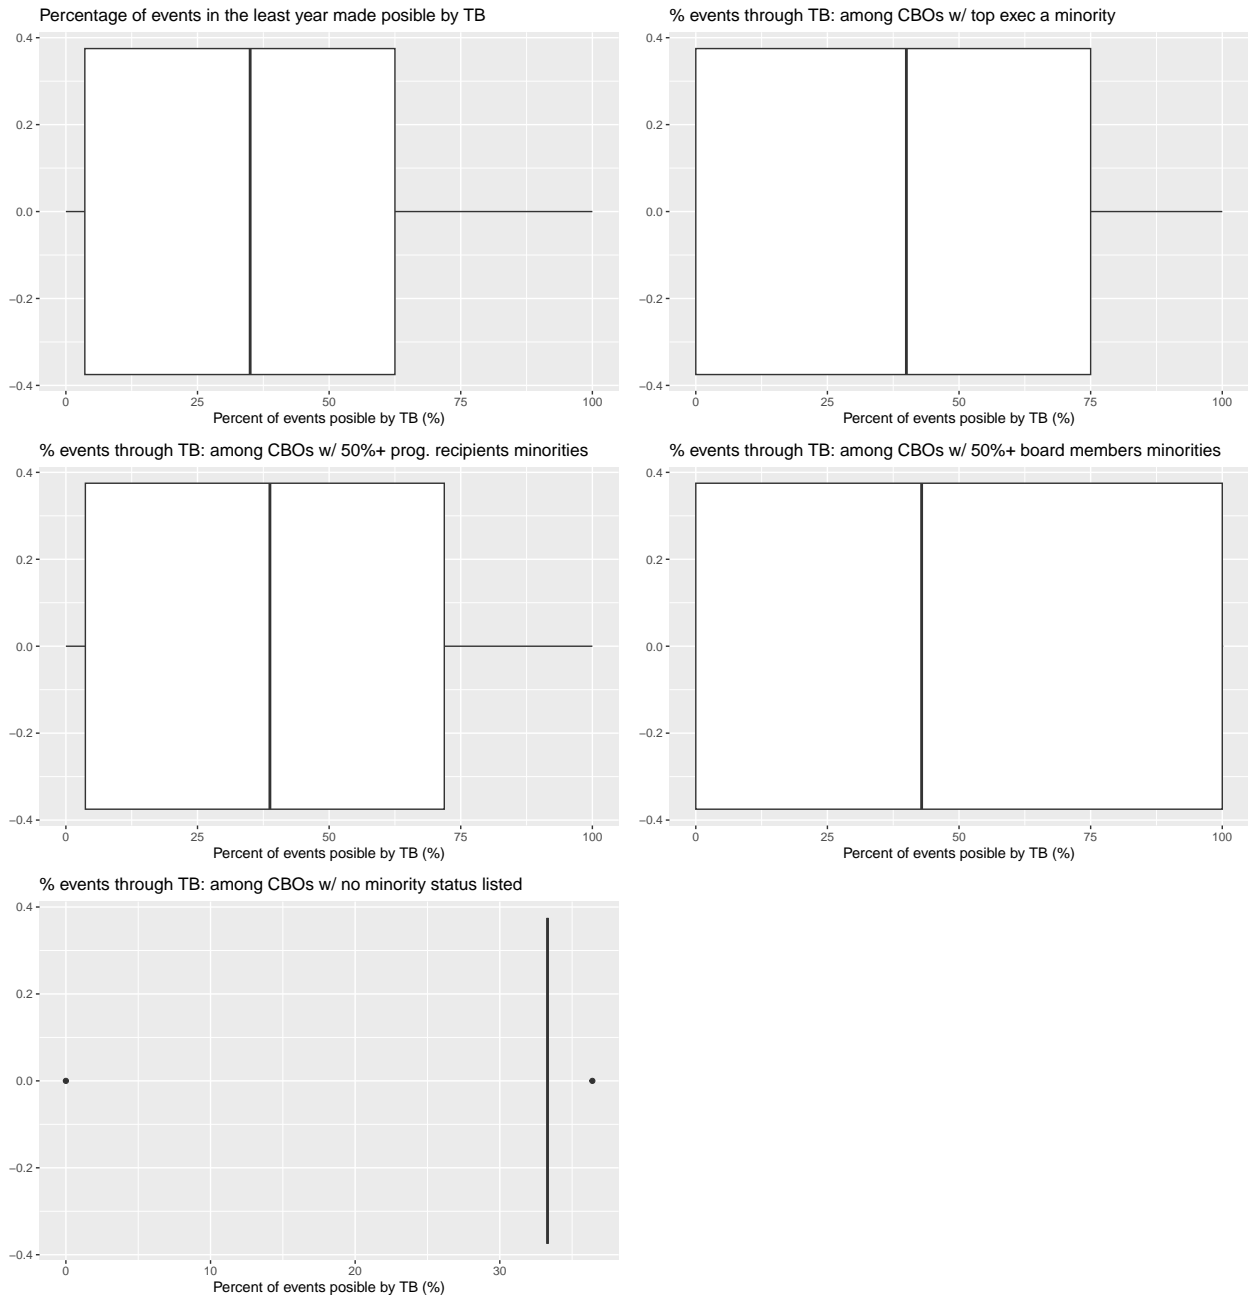 Percentage of events in the least year made posible by TB
0.4
0.2
0.0
−0.2
−0.4
0 25 50 75 100
Percent of events posible by TB (%)
% events through TB: among CBOs w/ top exec a minority
0.4
0.2
0.0
−0.2
−0.4
0 25 50 75 100
Percent of events posible by TB (%)
% events through TB: among CBOs w/ 50%+ prog. recipients minorities
0.4
0.2
0.0
−0.2
−0.4
0 25 50 75 100
Percent of events posible by TB (%)
% events through TB: among CBOs w/ 50%+ board members minorities
0.4
0.2
0.0
−0.2
−0.4
0 25 50 75 100
Percent of events posible by TB (%)
% events through TB: among CBOs w/ no minority status listed
0.4
0.2
0.0
−0.2
−0.4
0 10 20 30
Percent of events posible by TB (%)